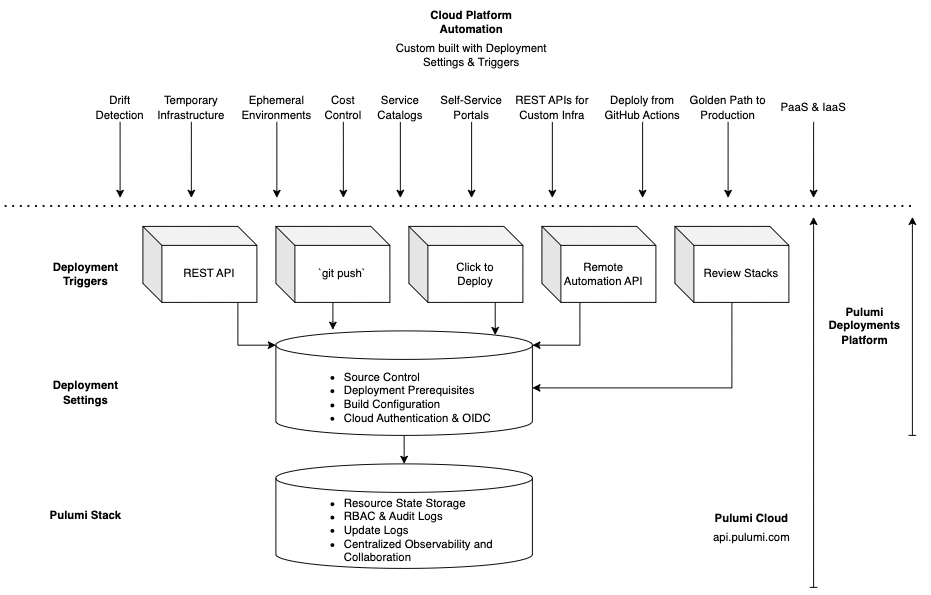 Cloud Platform
Automation
Custom built with Deployment
Settings & Triggers
Drift
Detection
Temporary
Infrastructure
Ephemeral
Environments
Cost
Control
Service
Catalogs
Self-Service
Portals
REST APIs for
Custom Infra
Deploly from
GitHub Actions
Golden Path to
Production
PaaS & IaaS
Deployment
Triggers
REST API
`git push`
Click to
Deploy
Remote
Automation API
Review Stacks
Pulumi
Deployments
Platform
Deployment
Settings
• Source Control
• Deployment Prerequisites
• Build Configuration
• Cloud Authentication & OIDC
Pulumi Stack
• Resource State Storage
• RBAC & Audit Logs
• Update Logs
• Centralized Observability and
Collaboration
Pulumi Cloud
api.pulumi.com